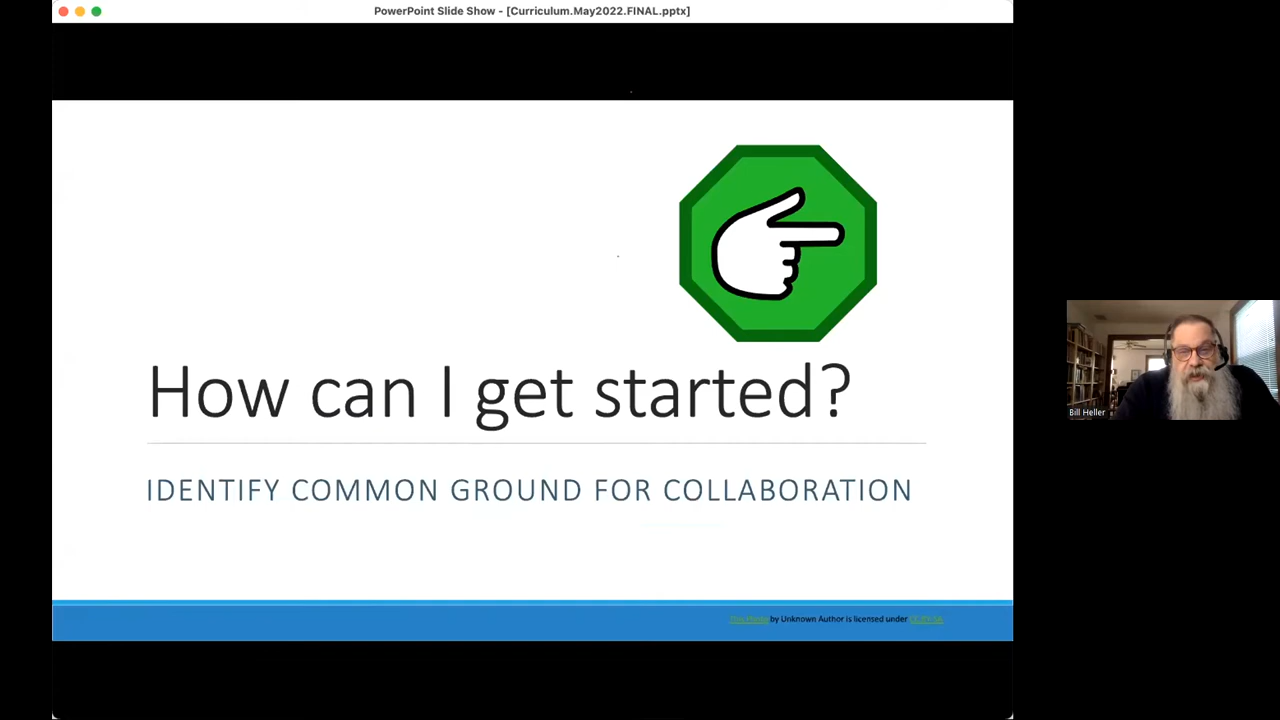 PowerPoint Slide Show - [Curriculum.May2022.FINAL.pptx]
How can I get started?
IDENTIFY COMMON GROUND FOR COLLABORATION
Bill Heller
by Unknown Author is licensed under